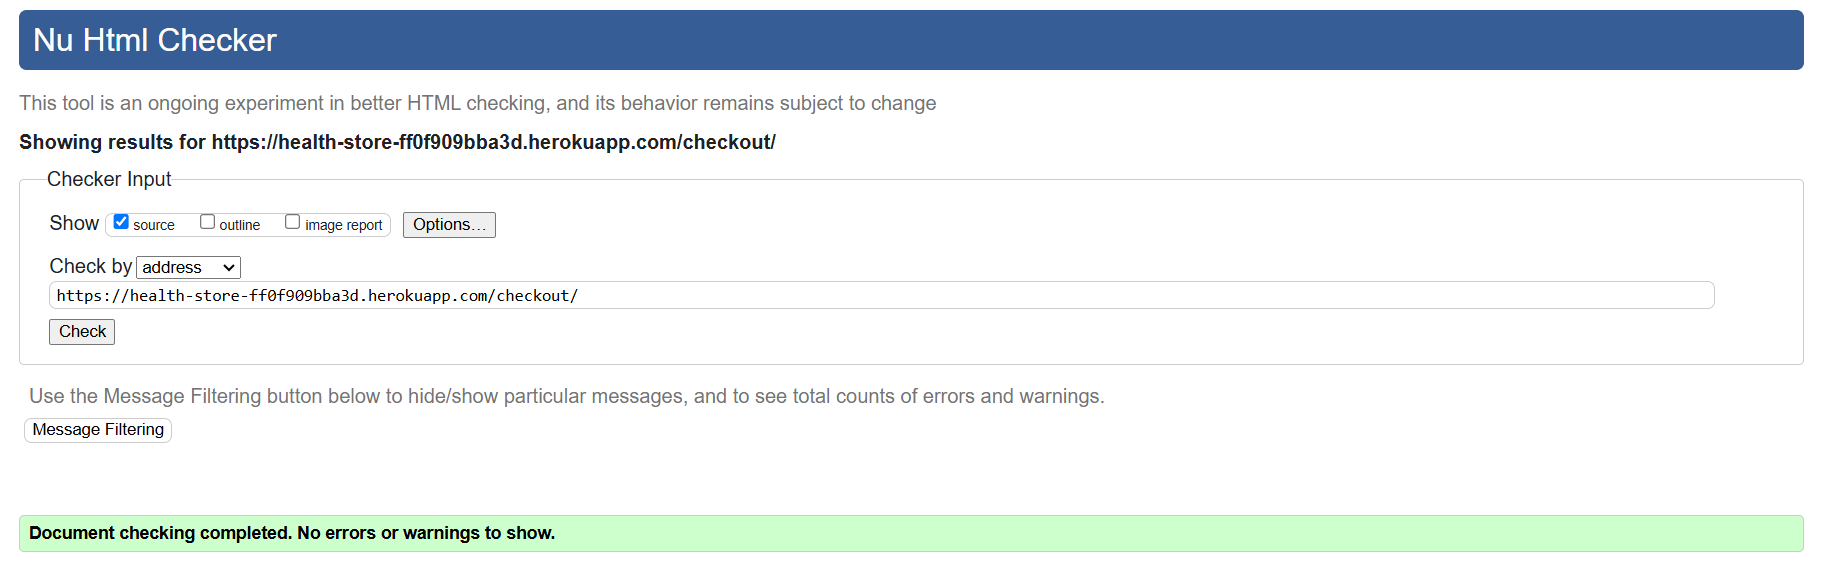 Nu Html Checker
This tool is an ongoing experiment in better HTML checking, and its behavior remains subject to change
Showing results for https://health-store-ff0f909bba3d.herokuapp.com/checkout/
Checker Input
Show source outline image report Options...
Check by address
https://health-store-ff0f909bba3d.herokuapp.com/checkout/
Check
Use the Message Filtering button below to hide/show particular messages, and to see total counts of errors and warnings.
Message Filtering
Document checking completed. No errors or warnings to show.